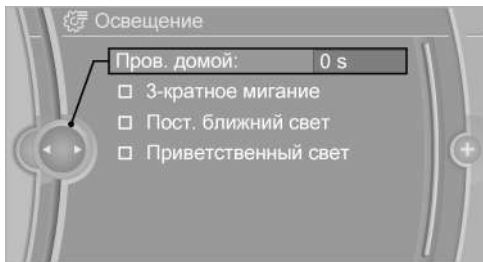 Освещение
Пров. домой: 0 s
3-кратное мигание
Пост. ближний свет
Приветственный свет